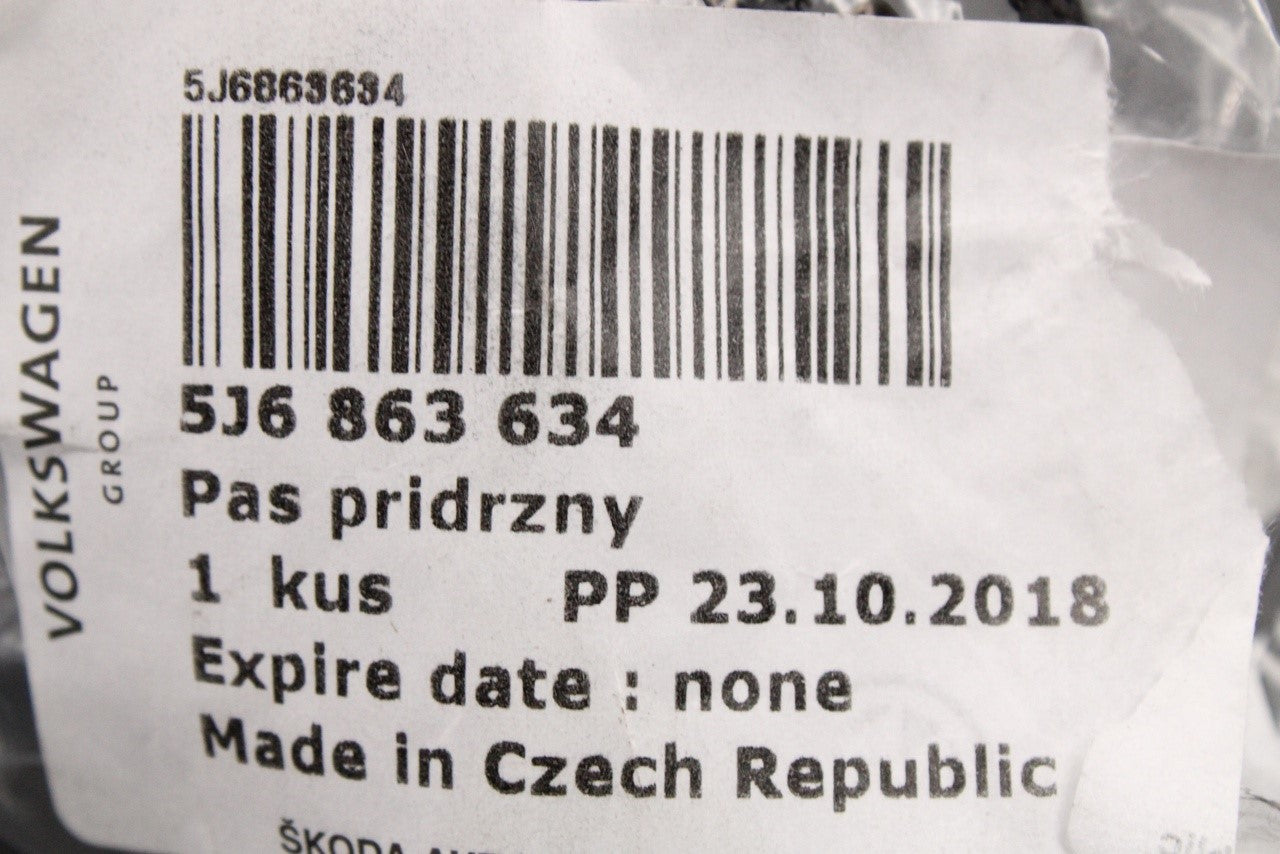 5J6863634
VOLKSWAGEN
GROUP
5J6 863 634
Pas pridrzny
1 kus PP 23.10.2018
Expire date : none
Made in Czech Republic
ŠKODA